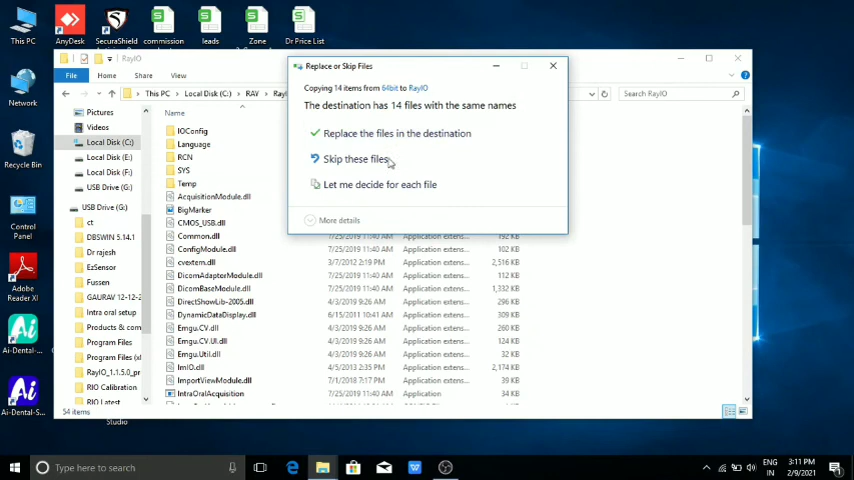 This PC
AnyDesk
SecuraShield
commission
leads
Zone
Dr Price List
Network
Recycle Bin
Control
Panel
Adobe
Reader XI
Ai-Dental-...
Ai-Dental-S...
Studio
RayIO
File
Home
Share
View
This PC
Local Disk (C:)
RAV
Search RayIO
Pictures
Videos
Local Disk (C:)
Local Disk (E:)
Local Disk (F:)
USB Drive (G:)
USB Drive (G:)
ct
DBSWIN 5.14.1
Dr rajesh
EzSensor
Fussen
GAURAV 12-12-2
Intra oral setup
Products & com
Program Files
Program Files (x
RayIO_1.1.5.0_pr
RIO Calibration
RIO Latest
Name
IOConfig
Language
RCN
SYS
Temp
AcquisitionModule.dll
BigMarker
CMOS_USB.dll
Common.dll 7/25/2019 11:40 AM Application extens... 192 KB
ConfigModule.dll 7/25/2019 11:40 AM Application extens... 60 KB
cvextern.dll 3/7/2012 2:19 PM Application extens... 2,516 KB
DicomAdapterModule.dll 7/25/2019 11:40 AM Application extens... 112 KB
DicomBaseModule.dll 7/25/2019 11:40 AM Application extens... 1,332 KB
DirectShowLib-2005.dll 4/3/2019 9:26 AM Application extens... 296 KB
DynamicDataDisplay.dll 6/15/2011 10:41 AM Application extens... 309 KB
Emgu.CV.dll 4/3/2019 9:26 AM Application extens... 260 KB
Emgu.CV.UI.dll 4/3/2019 9:26 AM Application extens... 124 KB
Emgu.Util.dll 4/3/2019 9:26 AM Application extens... 32 KB
ImIO.dll 4/5/2013 2:35 PM Application extens... 2,174 KB
ImportViewModule.dll 7/1/2018 7:17 PM Application extens... 39 KB
IntraOralAcquisition 7/25/2019 11:40 AM Application 34 KB
54 items
Replace or Skip Files
Copying 14 items from 64bit to RayIO
The destination has 14 files with the same names
Replace the files in the destination
Skip these files
Let me decide for each file
More details
Type here to search
ENG
IN
3:11 PM
2/9/2021